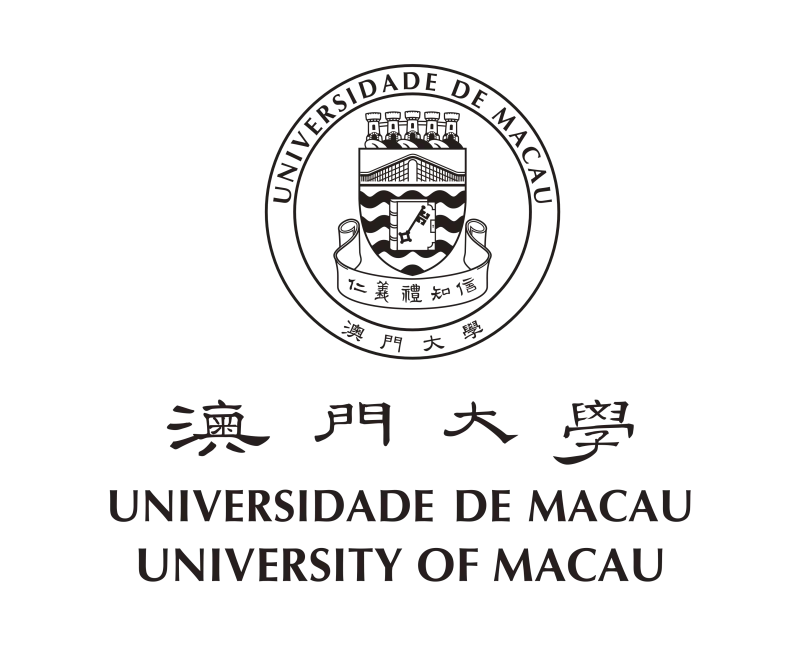 UNIVERSIDADE DE MACAU
仁義禮知信
澳門大學
澳門大學
UNIVERSIDADE DE MACAU
UNIVERSITY OF MACAU